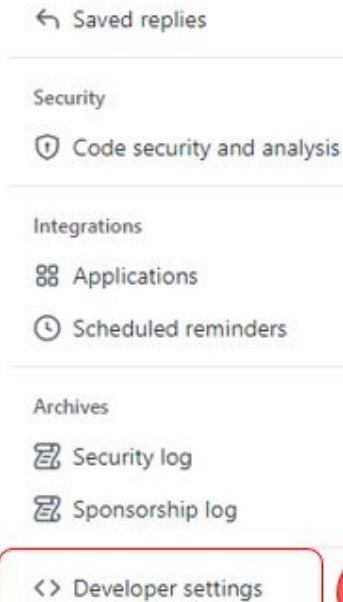 Saved replies
Security
Code security and analysis
Integrations
Applications
Scheduled reminders
Archives
Security log
Sponsorship log
<> Developer settings